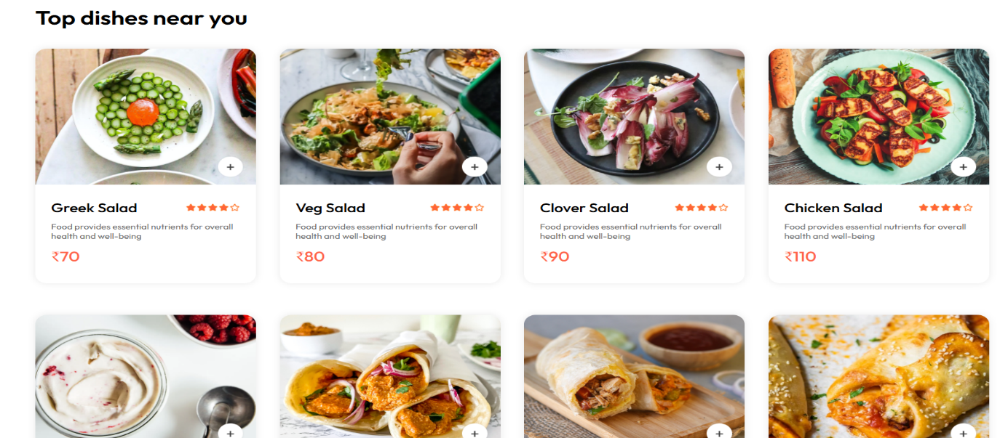 Top dishes near you
Greek Salad
Food provides essential nutrients for overall
health and well-being
₹70
Veg Salad
Food provides essential nutrients for overall
health and well-being
₹80
Clover Salad
Food provides essential nutrients for overall
health and well-being
₹90
Chicken Salad
Food provides essential nutrients for overall
health and well-being
₹110